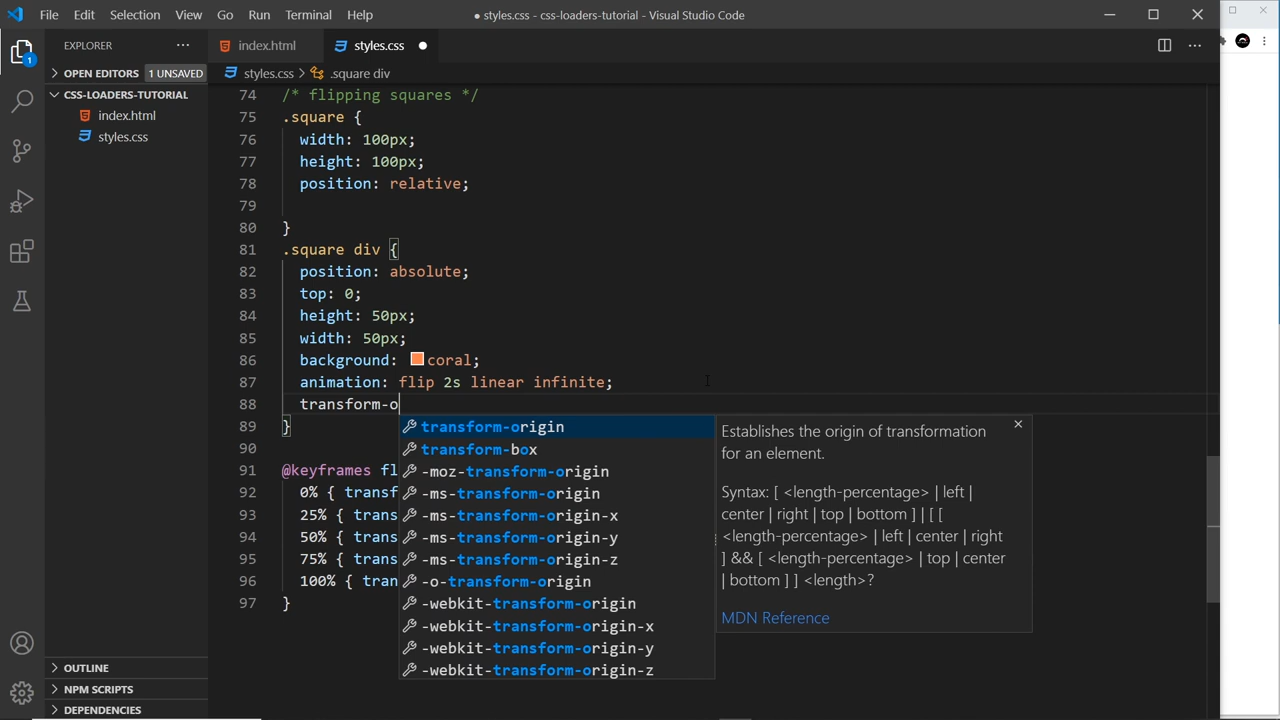 File Edit Selection View Go Run Terminal Help ● styles.css - css-loaders-tutorial - Visual Studio Code
EXPLORER
OPEN EDITORS 1 UNSAVED
CSS-LOADERS-TUTORIAL
index.html
styles.css
OUTLINE
NPM SCRIPTS
DEPENDENCIES
1
index.html styles.css ●
styles.css > .square div
74 /* flipping squares */
75 .square {
76 width: 100px;
77 height: 100px;
78 position: relative;
79
80 }
81 .square div {
82 position: absolute;
83 top: 0;
84 height: 50px;
85 width: 50px;
86 background: coral;
87 animation: flip 2s linear infinite;
88 transform-o
89 }
90
91 @keyframes fl
92 0% { transf
93 25% { trans
94 50% { trans
95 75% { trans
96 100% { tran
97 }
transform-origin
transform-box
-moz-transform-origin
-ms-transform-origin
-ms-transform-origin-x
-ms-transform-origin-y
-ms-transform-origin-z
-o-transform-origin
-webkit-transform-origin
-webkit-transform-origin-x
-webkit-transform-origin-y
-webkit-transform-origin-z
Establishes the origin of transformation
for an element.
Syntax: [ <length-percentage> | left |
center | right | top | bottom ] | [ [
<length-percentage> | left | center | right
] && [ <length-percentage> | top | center
| bottom ] ] <length>?
MDN Reference